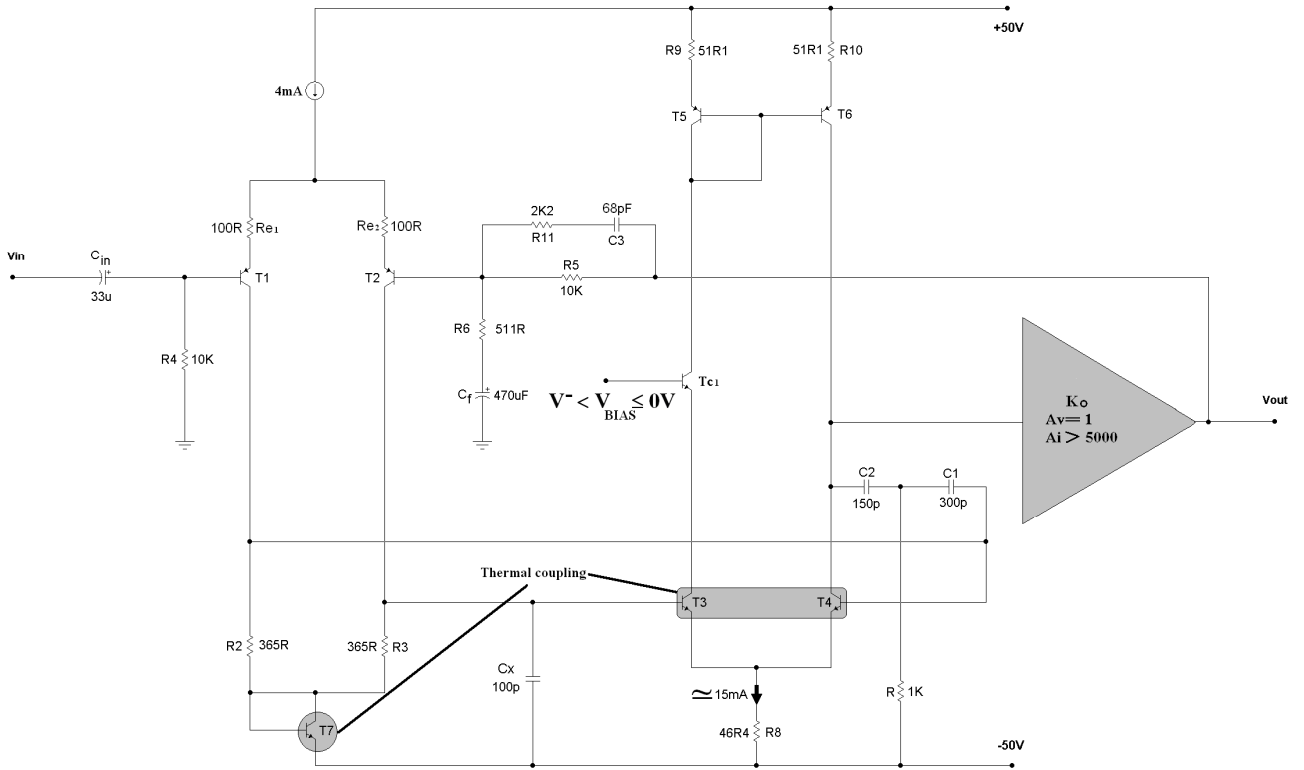 +50V
R9 51R1
51R1 R10
4mA
T5
T6
2K2
R11
68pF
C3
100R Re1
Re2 100R
Vin
Cin
33u
T1
T2
R5
10K
R6 511R
R4 10K
Cf 470uF
Tc1
V- < VBIAS ≤ 0V
Ko
Av= 1
Ai > 5000
Vout
C2
150p
C1
300p
Thermal coupling
T3
T4
R2 365R
365R R3
Cx
100p
≃ 15mA
R 1K
T7
46R4 R8
-50V